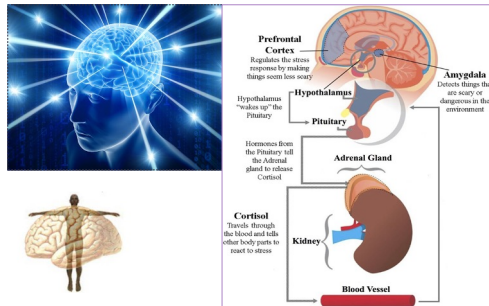 Prefrontal
Cortex
Regulates the stress
response by making
things seem less scary
Amygdala
Detects things tha
are scary or
dangerous in the
environment
Hypothalamus
Hypothalamus
"wakes up" the
Pituitary
Pituitary
Hormones from
the Pituitary tell
the Adrenal
gland to release
Cortisol
Adrenal Gland
Cortisol
Travels through
the blood and tells
other body parts to
react to stress
Kidney
Blood Vessel